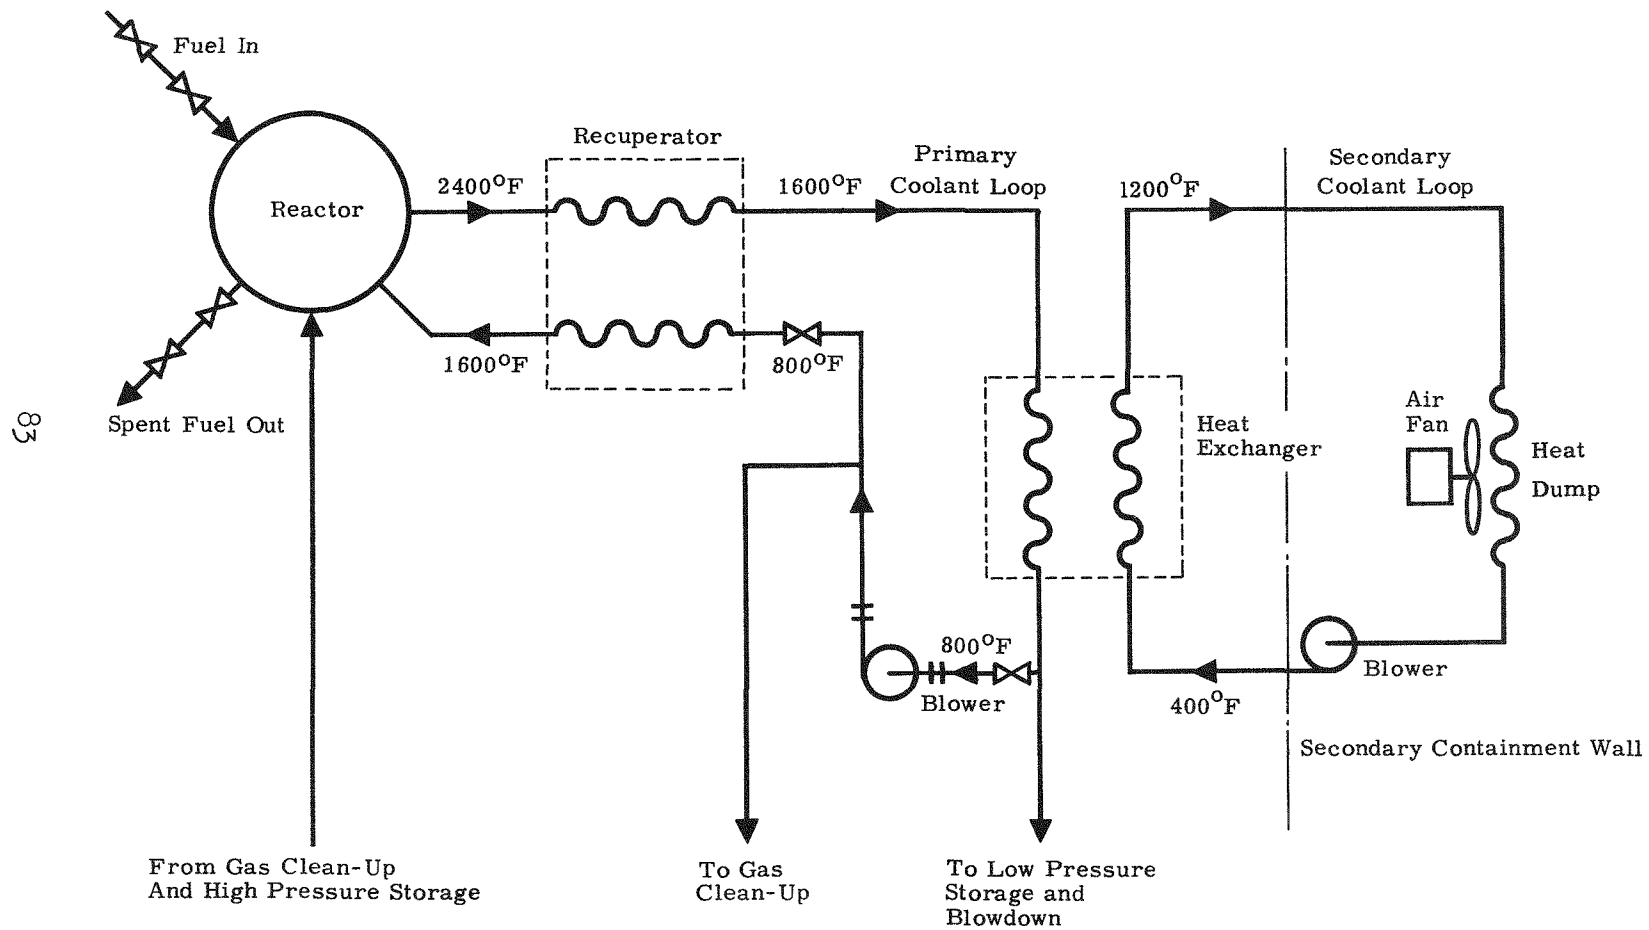 Fuel In
Recuperator
Primary
Coolant Loop
Secondary
Coolant Loop
2400°F
1600°F
1200°F
Reactor
1600°F
800°F
Spent Fuel Out
83
Heat
Exchanger
Air
Fan
Heat
Dump
800°F
Blower
Blower
400°F
Secondary Containment Wall
From Gas Clean-Up
And High Pressure Storage
To Gas
Clean-Up
To Low Pressure
Storage and
Blowdown